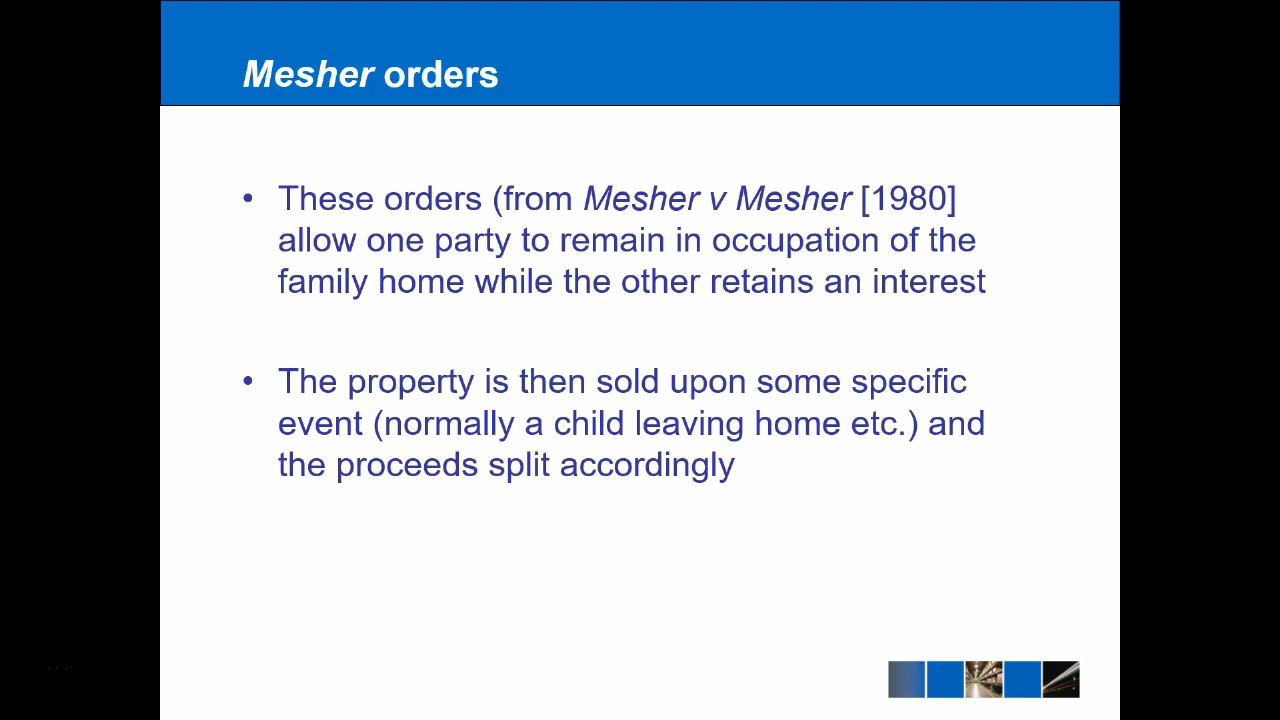 Mesher orders
• These orders (from Mesher v Mesher [1980]
allow one party to remain in occupation of the
family home while the other retains an interest
• The property is then sold upon some specific
event (normally a child leaving home etc.) and
the proceeds split accordingly